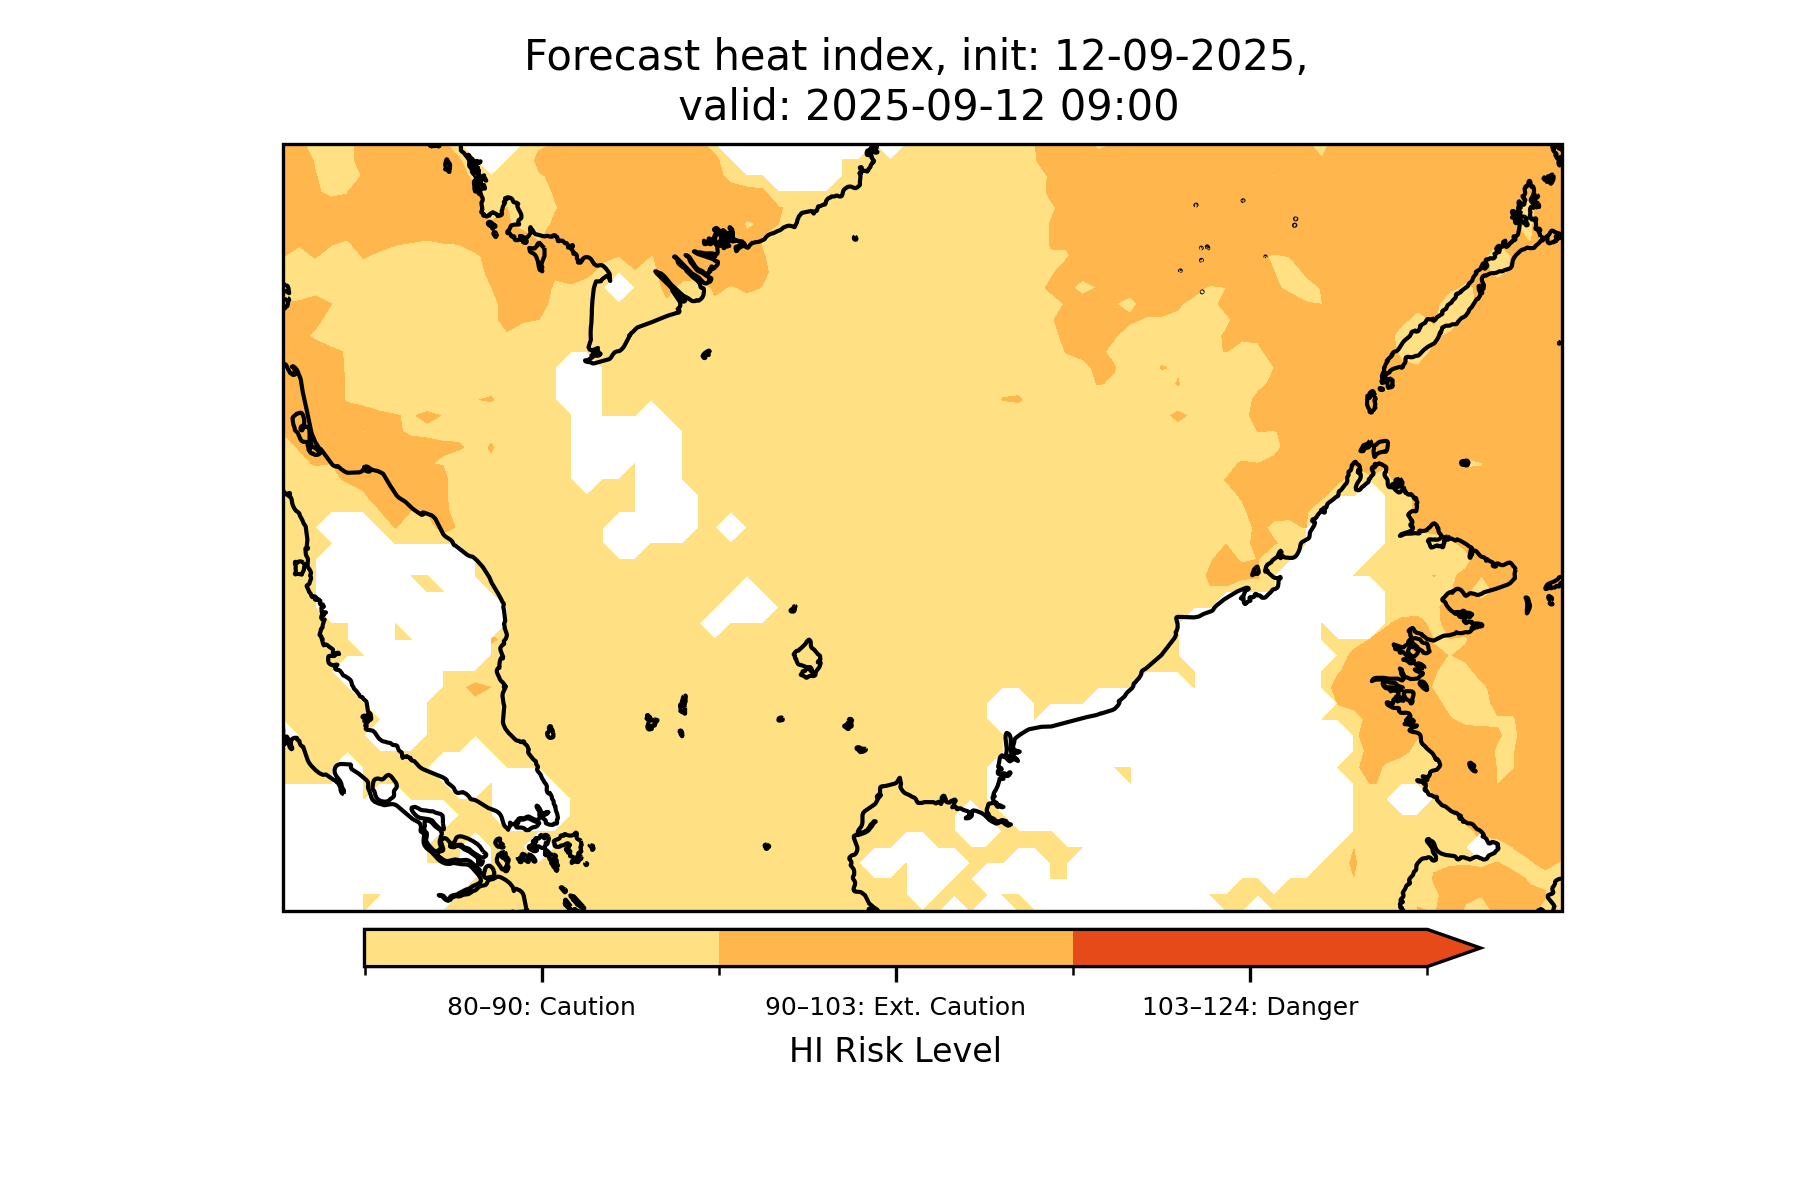 Forecast heat index, init: 12-09-2025,
valid: 2025-09-12 09:00
80–90: Caution
90–103: Ext. Caution
103–124: Danger
HI Risk Level